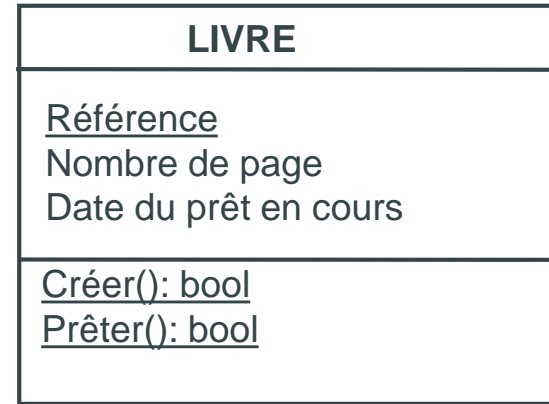 LIVRE
Référence
Nombre de page
Date du prêt en cours
Créer(): bool
Prêter(): bool